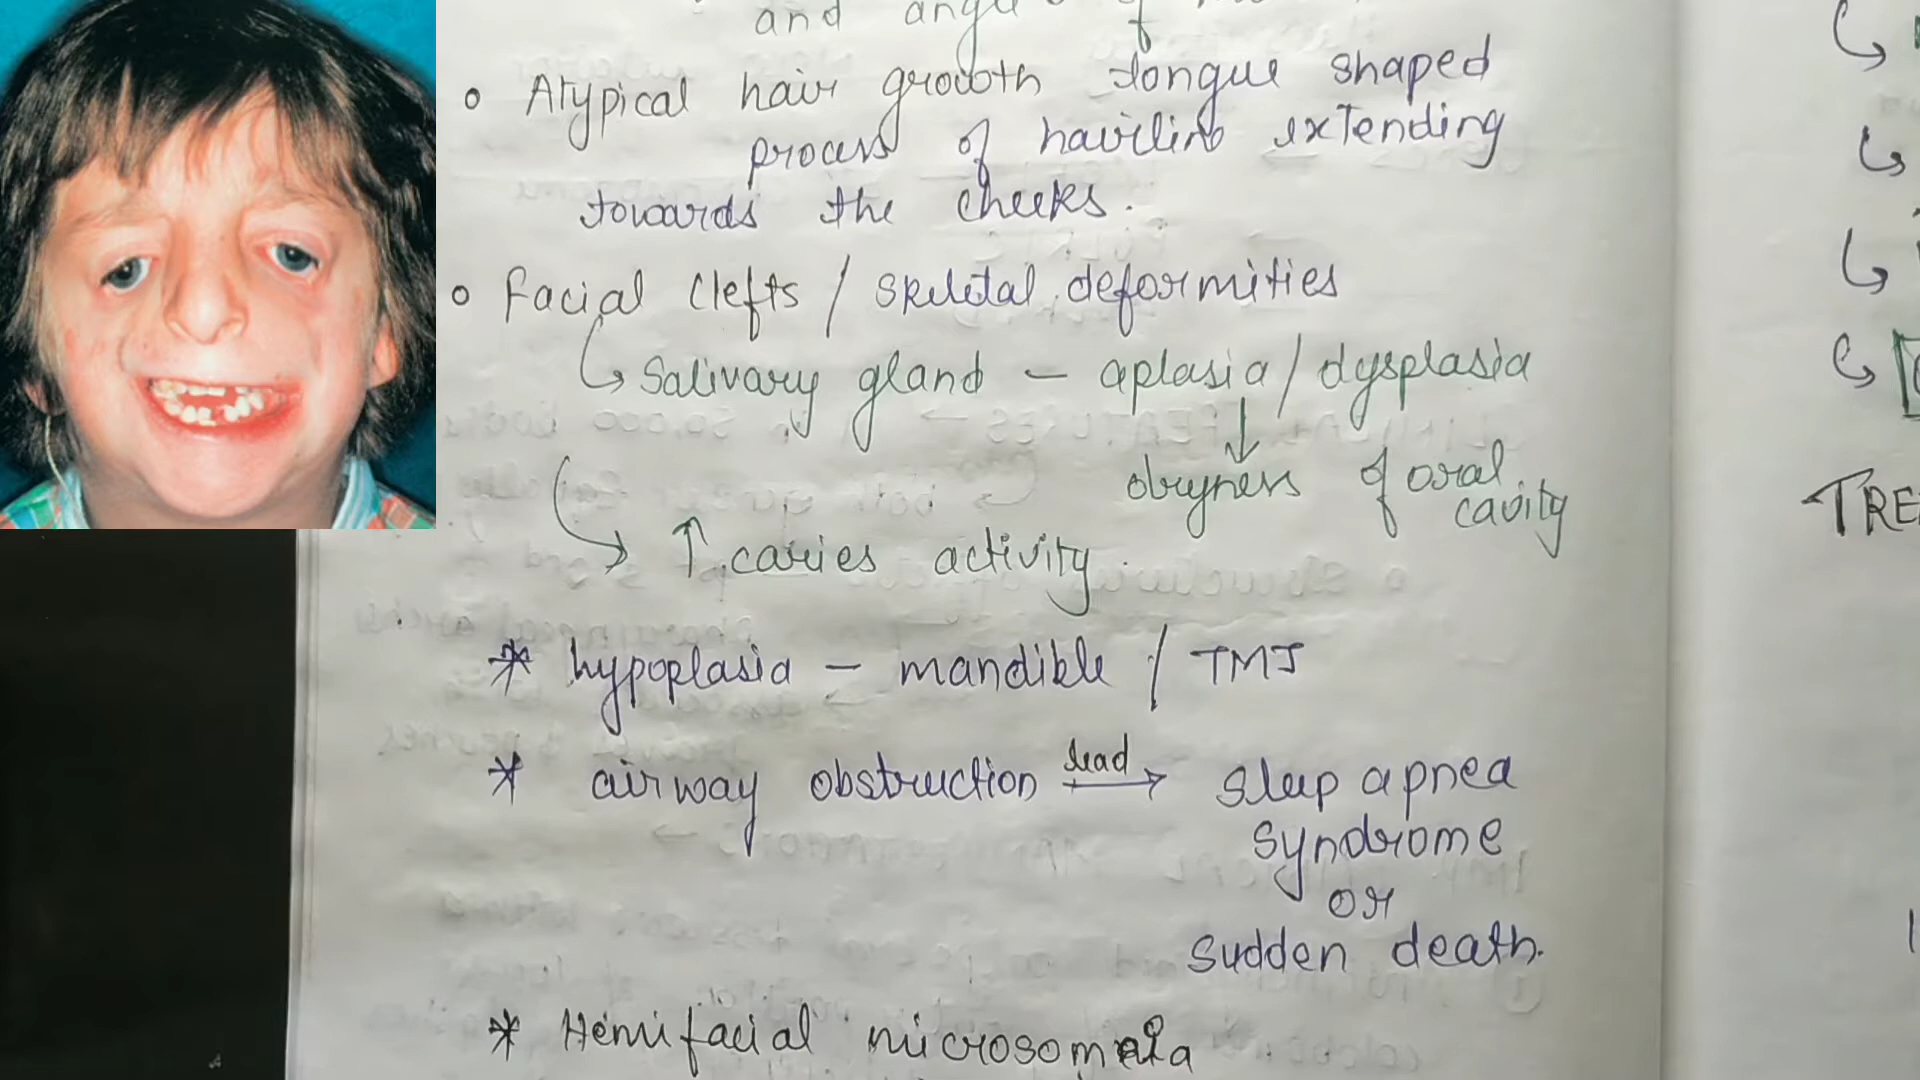 and
• Atypical hair growth tongue shaped
process of hairline extending
towards the cheeks.
• Facial clefts / skeletal deformities
↳ Salivary gland – aplasia / dysplasia
↓
dryness of oral
cavity
↑ caries activity.
* hypoplasia – mandible / TMJ
* airway obstruction lead → sleep apnea
syndrome
or
sudden death.
* Hemifacial microsomia
TRE